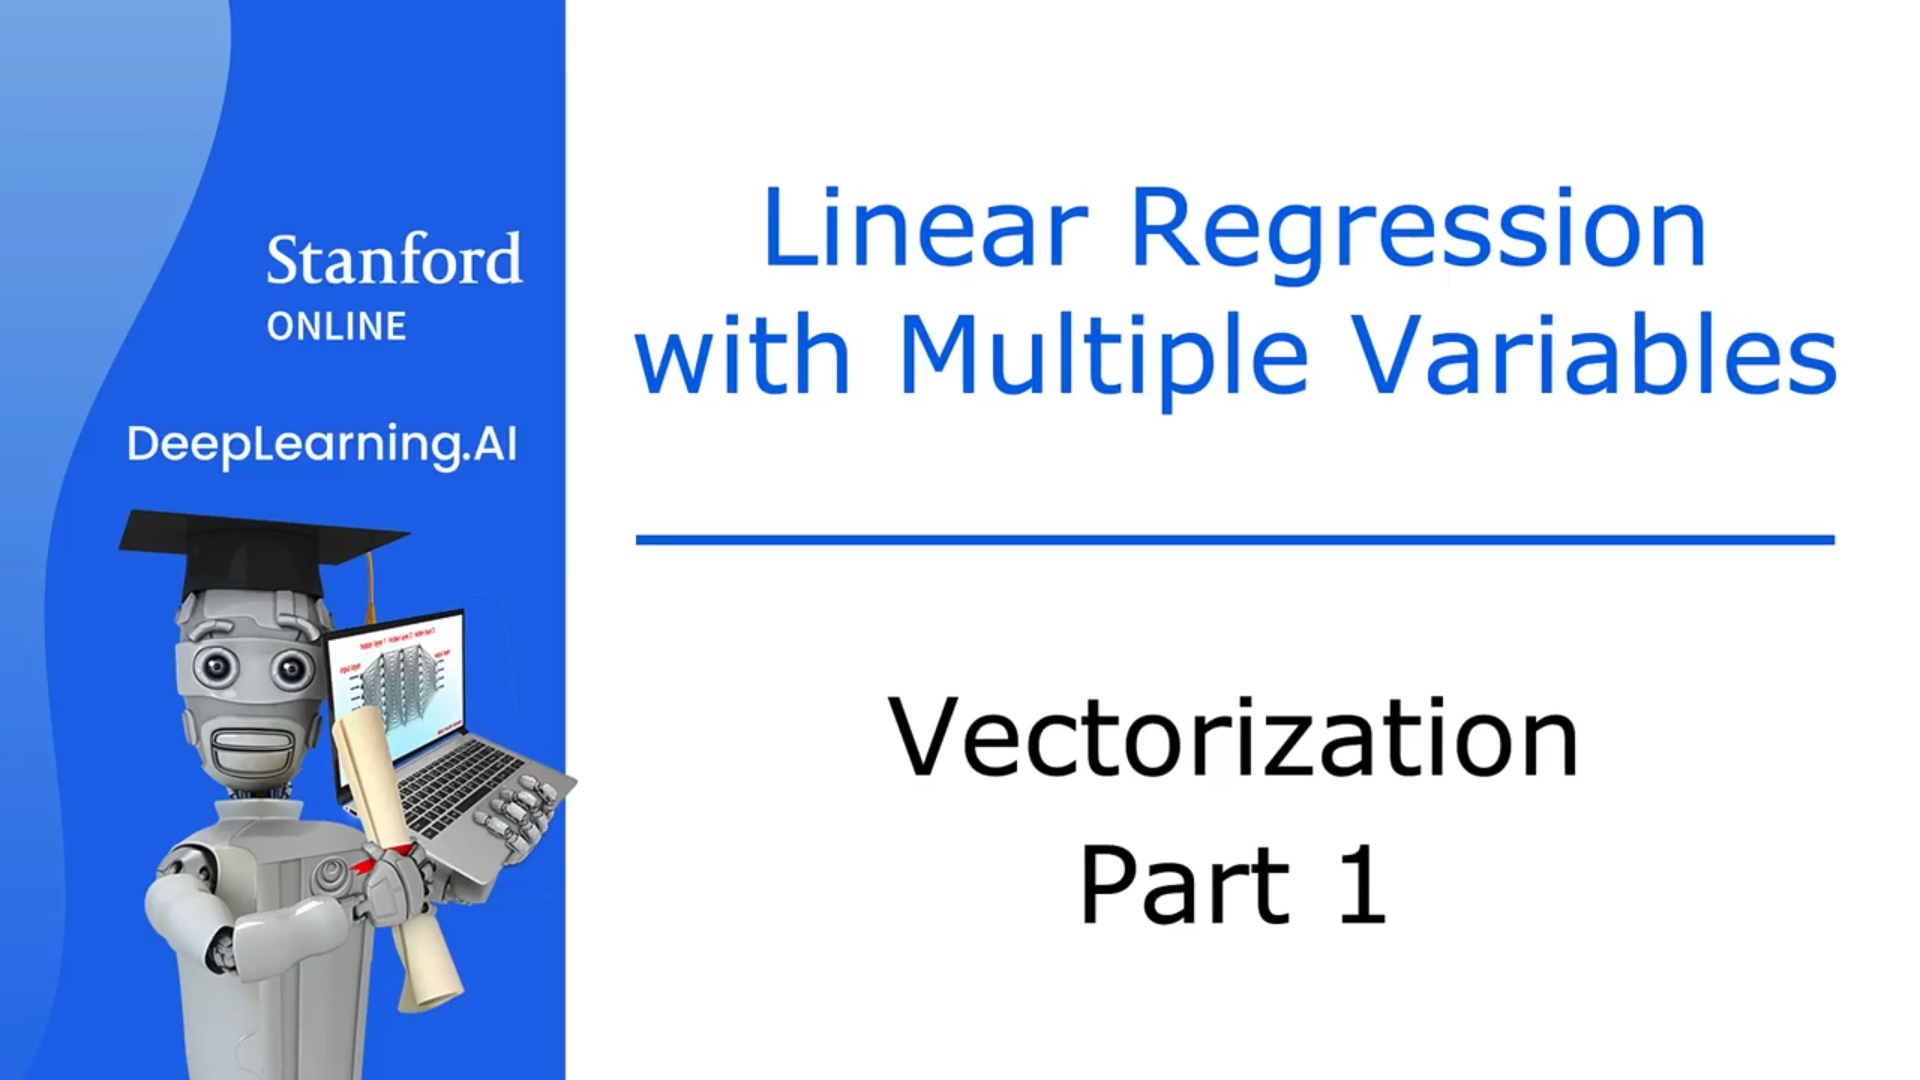 Stanford
ONLINE
DeepLearning.AI
Linear Regression
with Multiple Variables
Vectorization
Part 1